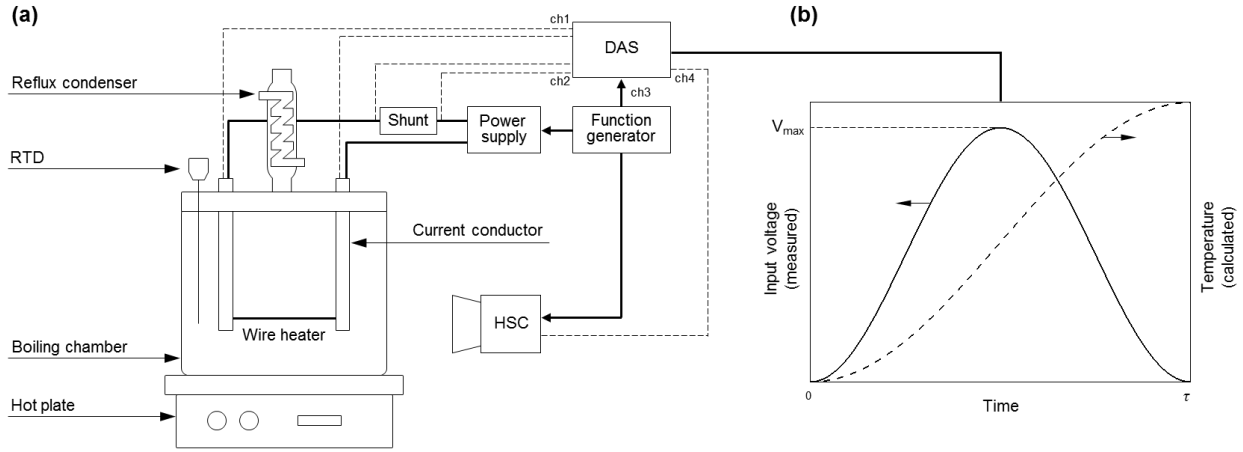 (a)
ch1
DAS
ch2
ch4
ch3
Reflux condenser
Shunt
Power
supply
Function
generator
RTD
Current conductor
HSC
Wire heater
Boiling chamber
Hot plate
(b)
Vmax
Input voltage
(measured)
Temperature
(calculated)
0
Time
τ